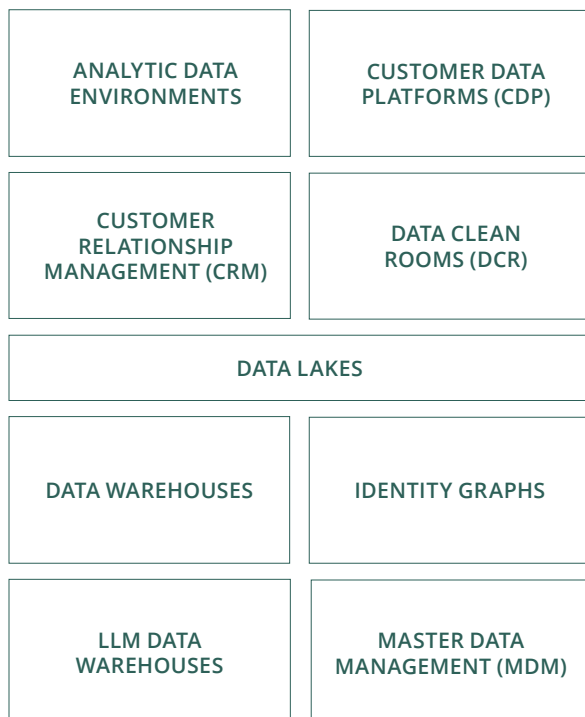 ANALYTIC DATA
ENVIRONMENTS
CUSTOMER DATA
PLATFORMS (CDP)
CUSTOMER
RELATIONSHIP
MANAGEMENT (CRM)
DATA CLEAN
ROOMS (DCR)
DATA LAKES
DATA WAREHOUSES
IDENTITY GRAPHS
LLM DATA
WAREHOUSES
MASTER DATA
MANAGEMENT (MDM)